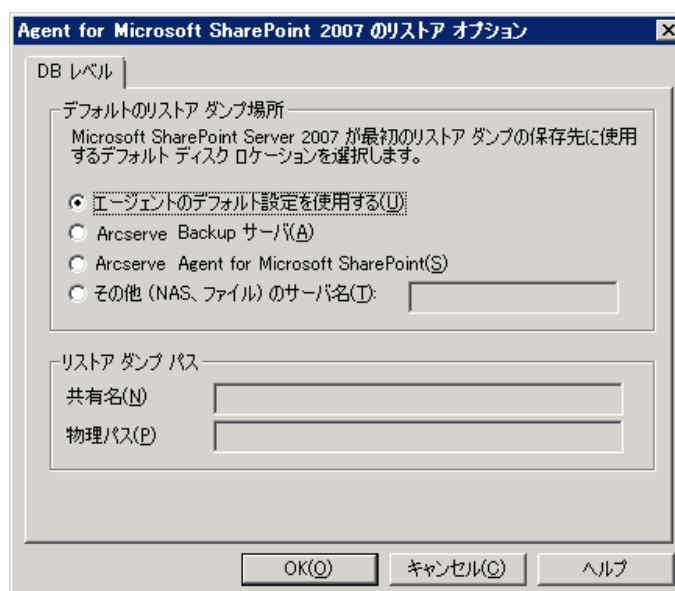 Agent for Microsoft SharePoint 2007 のリストア オプション
DB レベル
デフォルトのリストア ダンプ場所
Microsoft SharePoint Server 2007 が最初のリストア ダンプの保存先に使用
するデフォルト ディスク ロケーションを選択します。
エージェントのデフォルト設定を使用する(U)
Arcserve Backup サーバ(A)
Arcserve Agent for Microsoft SharePoint(S)
その他 (NAS、ファイル) のサーバ名(T):
リストア ダンプ パス
共有名(N)
物理パス(P)
OK(O) キャンセル(C) ヘルプ